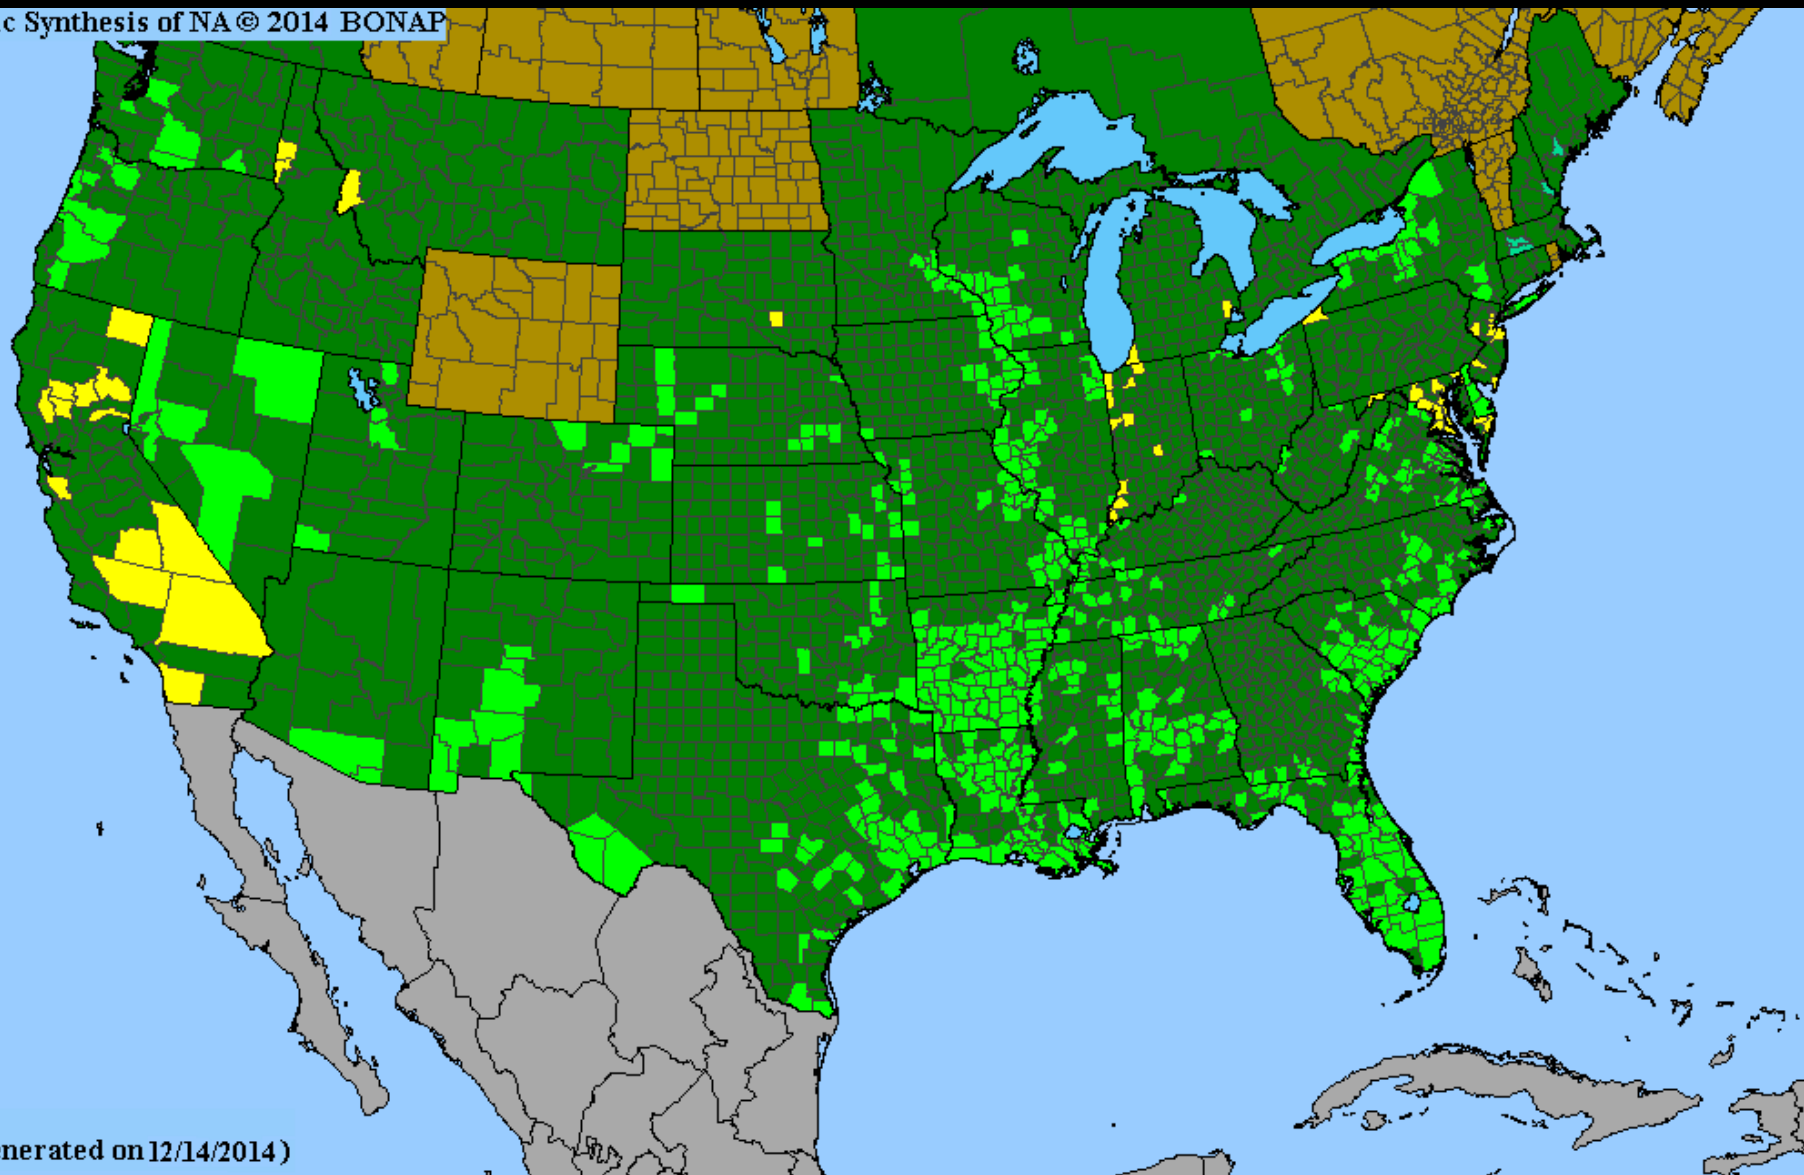 c Synthesis of NA © 2014 BONAP
nerated on 12/14/2014)